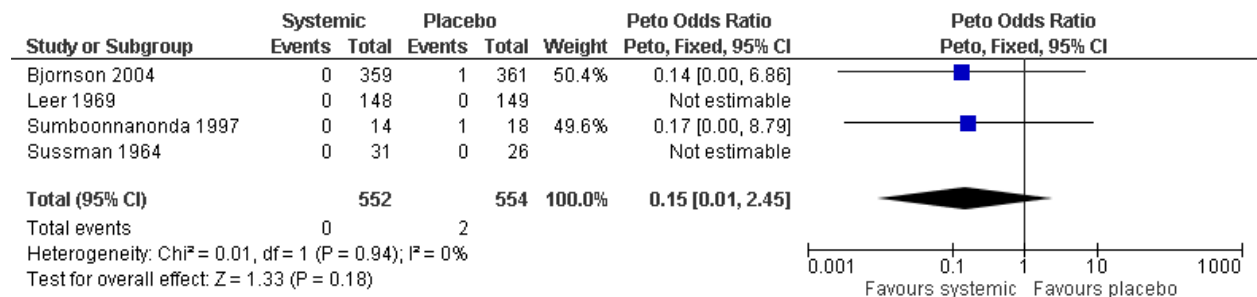 Systemic Placebo Peto Odds Ratio Peto Odds Ratio
Study or Subgroup Events Total Events Total Weight Peto, Fixed, 95% CI Peto, Fixed, 95% CI
Bjornson 2004 0 359 1 361 50.4% 0.14 [0.00, 6.86]
Leer 1969 0 148 0 149 Not estimable
Sumboonnanonda 1997 0 14 1 18 49.6% 0.17 [0.00, 8.79]
Sussman 1964 0 31 0 26 Not estimable
Total (95% CI) 552 554 100.0% 0.15 [0.01, 2.45]
Total events 0 2
Heterogeneity: Chi² = 0.01, df = 1 (P = 0.94); I² = 0%
Test for overall effect: Z = 1.33 (P = 0.18)
0.001 0.1 1 10 1000
Favours systemic Favours placebo